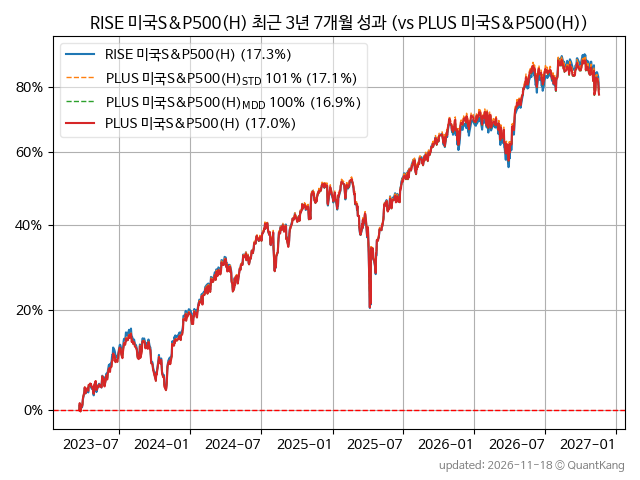 RISE 미국S&P500(H) 최근 3년 7개월 성과 (vs PLUS 미국S&P500(H))
RISE 미국S&P500(H) (17.3%)
PLUS 미국S&P500(H)STD 101% (17.1%)
PLUS 미국S&P500(H)MDD 100% (16.9%)
PLUS 미국S&P500(H) (17.0%)
80%
60%
40%
20%
0%
2023-07 2024-01 2024-07 2025-01 2025-07 2026-01 2026-07 2027-01
updated: 2026-11-18 © QuantKang